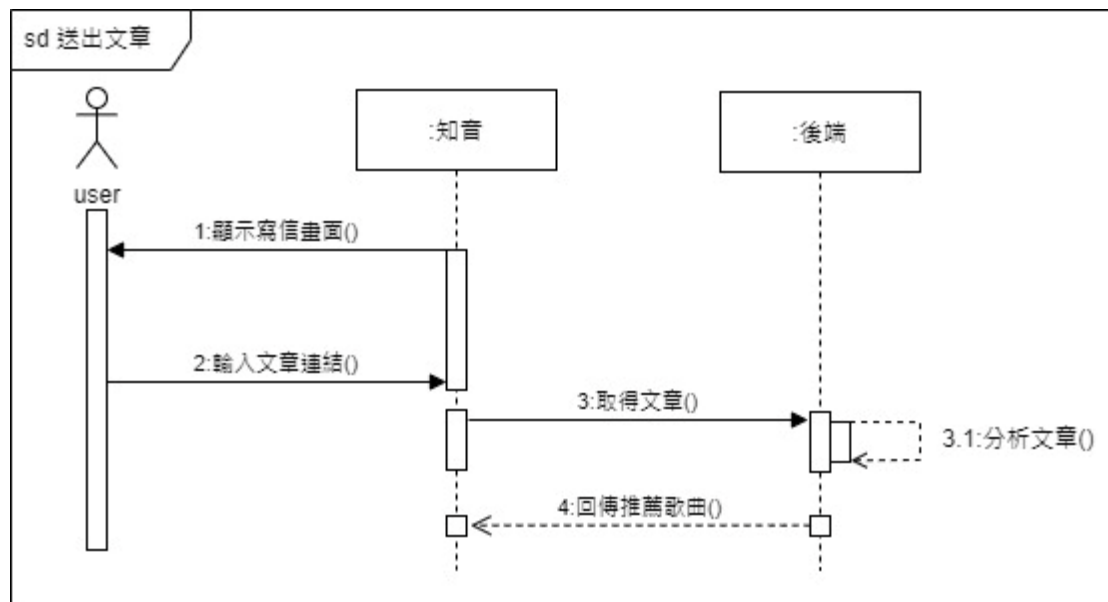 sd 送出文章
:知音
:後端
user
1:顯示寫信畫面()
2:輸入文章連結()
3:取得文章()
3.1:分析文章()
4:回傳推薦歌曲()